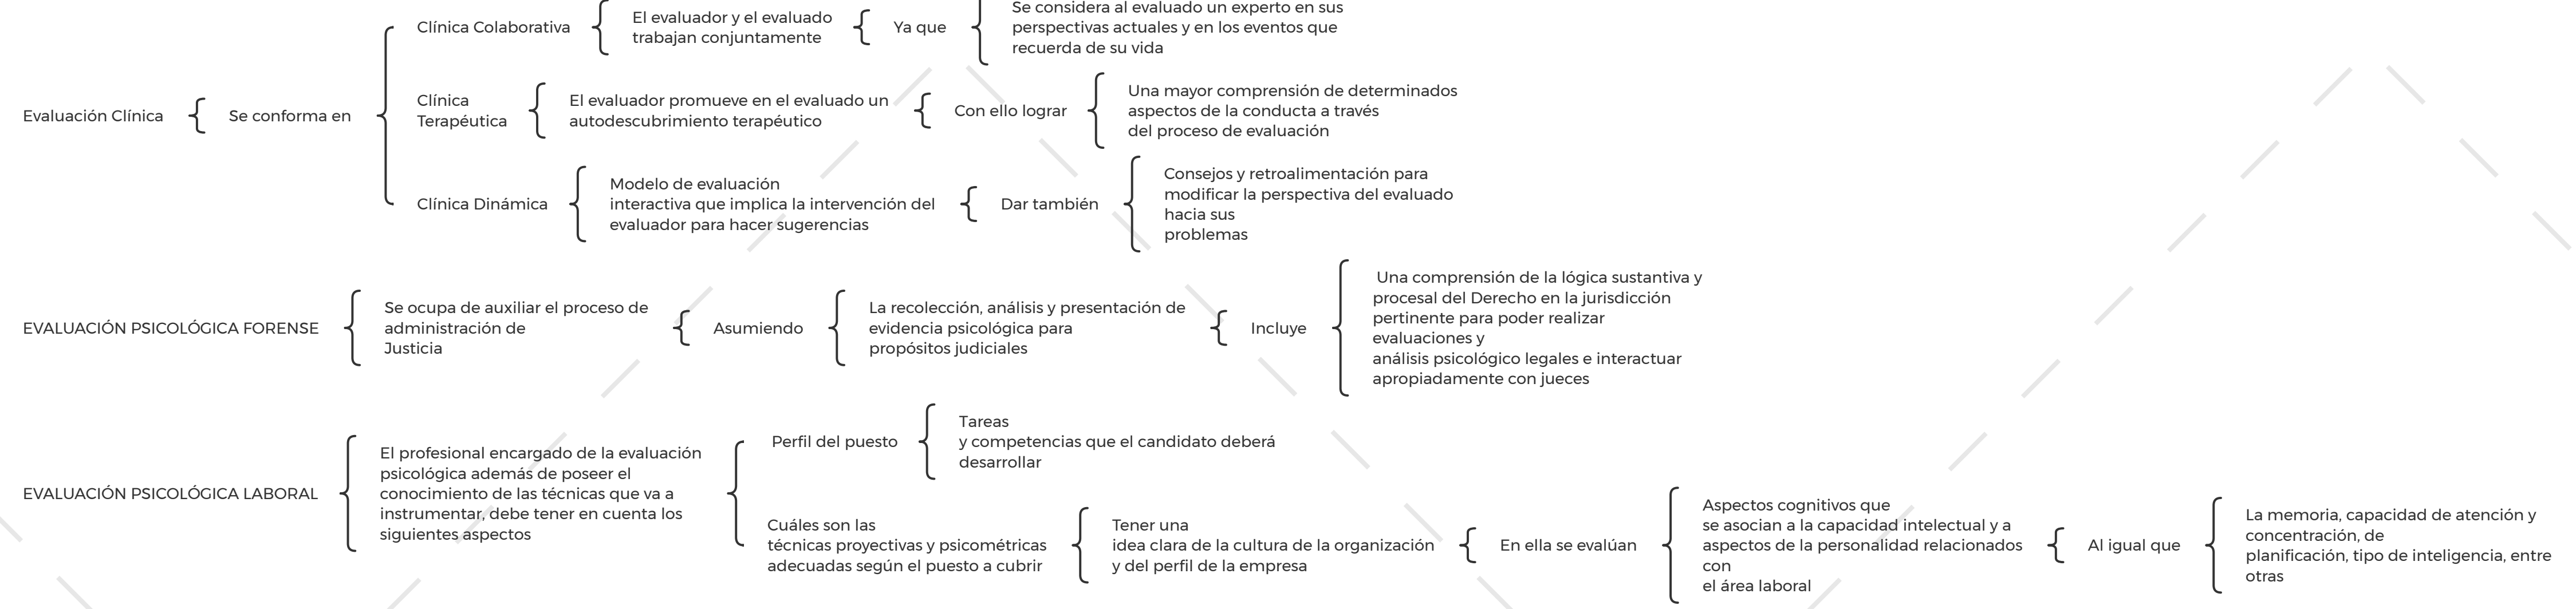 Evaluación Clínica
Se conforma en
Clínica Colaborativa
El evaluador y el evaluado
trabajan conjuntamente
Ya que
Se considera al evaluado un experto en sus
perspectivas actuales y en los eventos que
recuerda de su vida
Clínica
Terapéutica
El evaluador promueve en el evaluado un
autodescubrimiento terapéutico
Con ello lograr
Una mayor comprensión de determinados
aspectos de la conducta a través
del proceso de evaluación
Clínica Dinámica
Modelo de evaluación
interactiva que implica la intervención del
evaluador para hacer sugerencias
Dar también
Consejos y retroalimentación para
modificar la perspectiva del evaluado
hacia sus
problemas
EVALUACIÓN PSICOLÓGICA FORENSE
Se ocupa de auxiliar el proceso de
administración de
Justicia
Asumiendo
La recolección, análisis y presentación de
evidencia psicológica para
propósitos judiciales
Incluye
Una comprensión de la lógica sustantiva y
procesal del Derecho en la jurisdicción
pertinente para poder realizar
evaluaciones y
análisis psicológico legales e interactuar
apropiadamente con jueces
EVALUACIÓN PSICOLÓGICA LABORAL
El profesional encargado de la evaluación
psicológica además de poseer el
conocimiento de las técnicas que va a
instrumentar, debe tener en cuenta los
siguientes aspectos
Perfil del puesto
Tareas
y competencias que el candidato deberá
desarrollar
Cuáles son las
técnicas proyectivas y psicométricas
adecuadas según el puesto a cubrir
Tener una
idea clara de la cultura de la organización
y del perfil de la empresa
En ella se evalúan
Aspectos cognitivos que
se asocian a la capacidad intelectual y a
aspectos de la personalidad relacionados
con
el área laboral
Al igual que
La memoria, capacidad de atención y
concentración, de
planificación, tipo de inteligencia, entre
otras